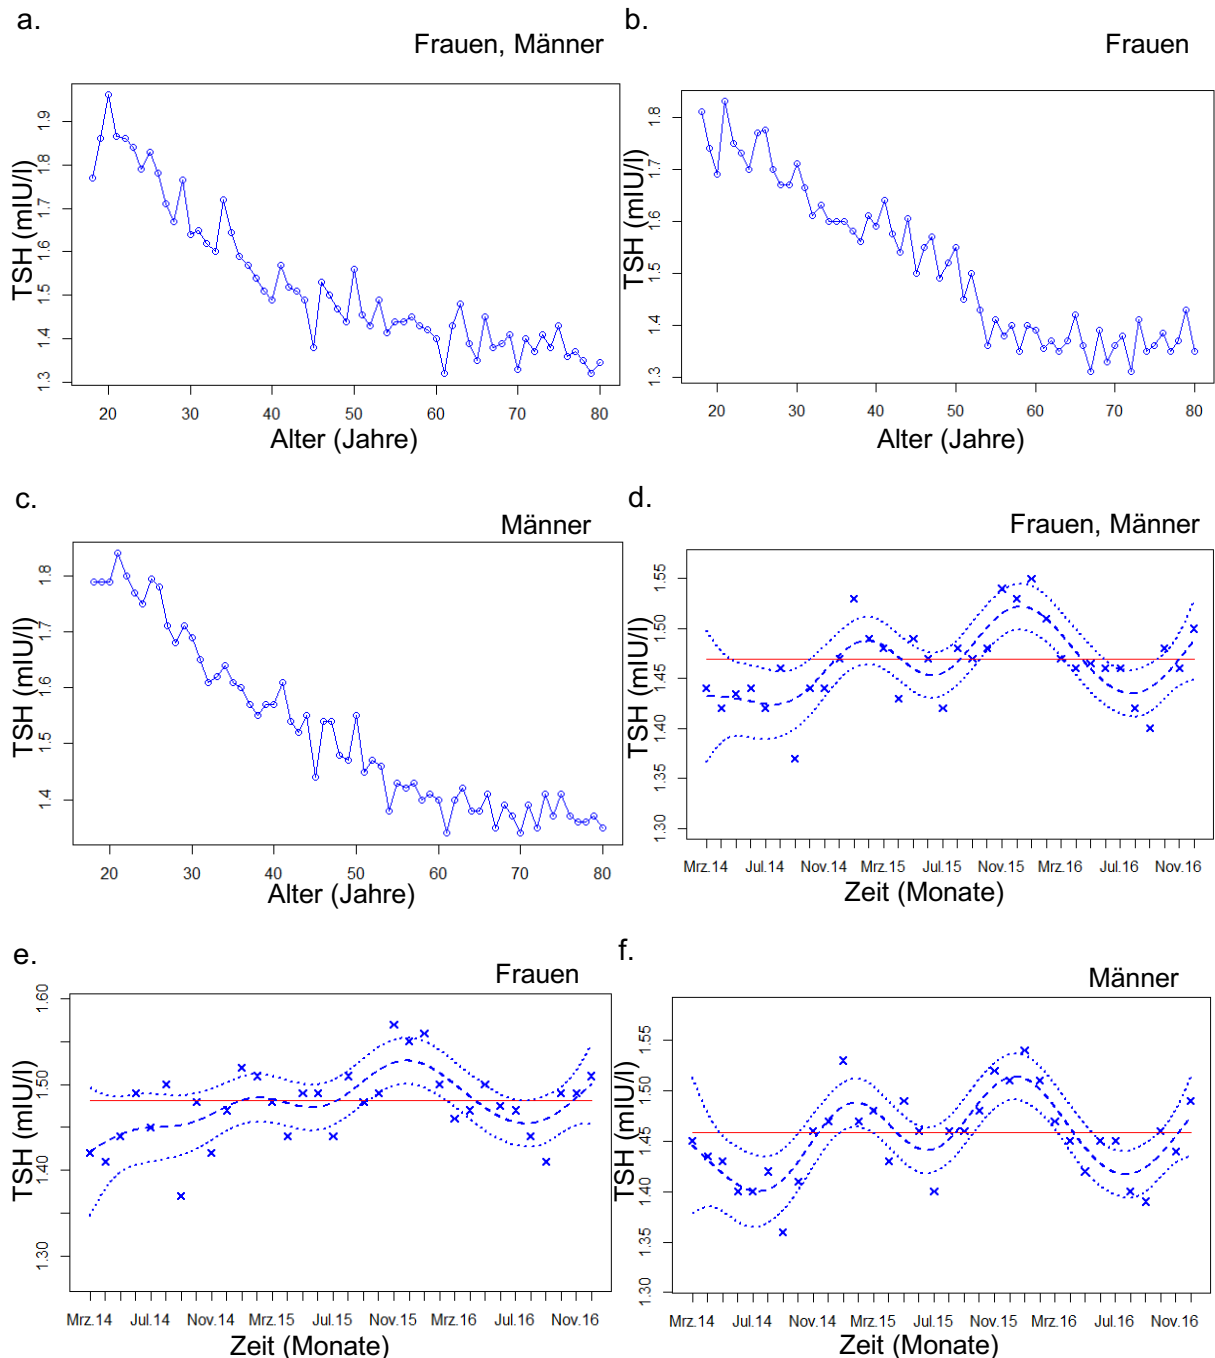 a.
Frauen, Männer
TSH (mIU/l)
1.3 1.4 1.5 1.6 1.7 1.8 1.9
20 30 40 50 60 70 80
Alter (Jahre)
b.
Frauen
TSH (mIU/l)
1.3 1.4 1.5 1.6 1.7 1.8
20 30 40 50 60 70 80
Alter (Jahre)
c.
Männer
TSH (mIU/l)
1.4 1.5 1.6 1.7 1.8
20 30 40 50 60 70 80
Alter (Jahre)
d.
Frauen, Männer
TSH (mIU/l)
1.30 1.35 1.40 1.45 1.50 1.55
Mrz.14 Jul.14 Nov.14 Mrz.15 Jul.15 Nov.15 Mrz.16 Jul.16 Nov.16
Zeit (Monate)
e.
Frauen
TSH (mIU/l)
1.30 1.40 1.50 1.60
Mrz.14 Jul.14 Nov.14 Mrz.15 Jul.15 Nov.15 Mrz.16 Jul.16 Nov.16
Zeit (Monate)
f.
Männer
TSH (mIU/l)
1.30 1.35 1.40 1.45 1.50 1.55
Mrz.14 Jul.14 Nov.14 Mrz.15 Jul.15 Nov.15 Mrz.16 Jul.16 Nov.16
Zeit (Monate)